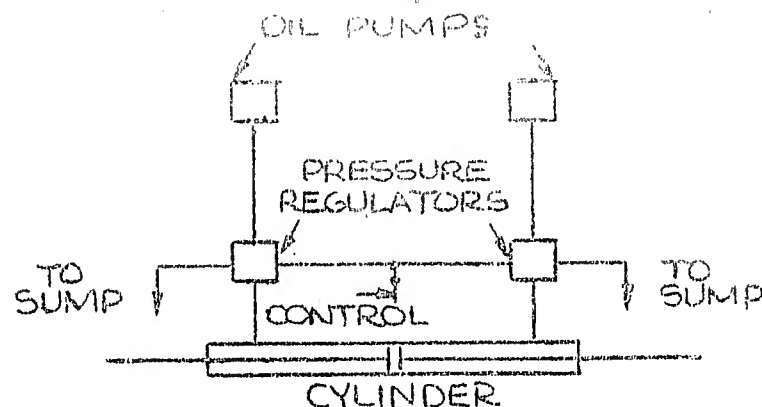 OIL PUMPS
PRESSURE
REGULATORS
TO
SUMP
CONTROL
TO
SUMP
CYLINDER